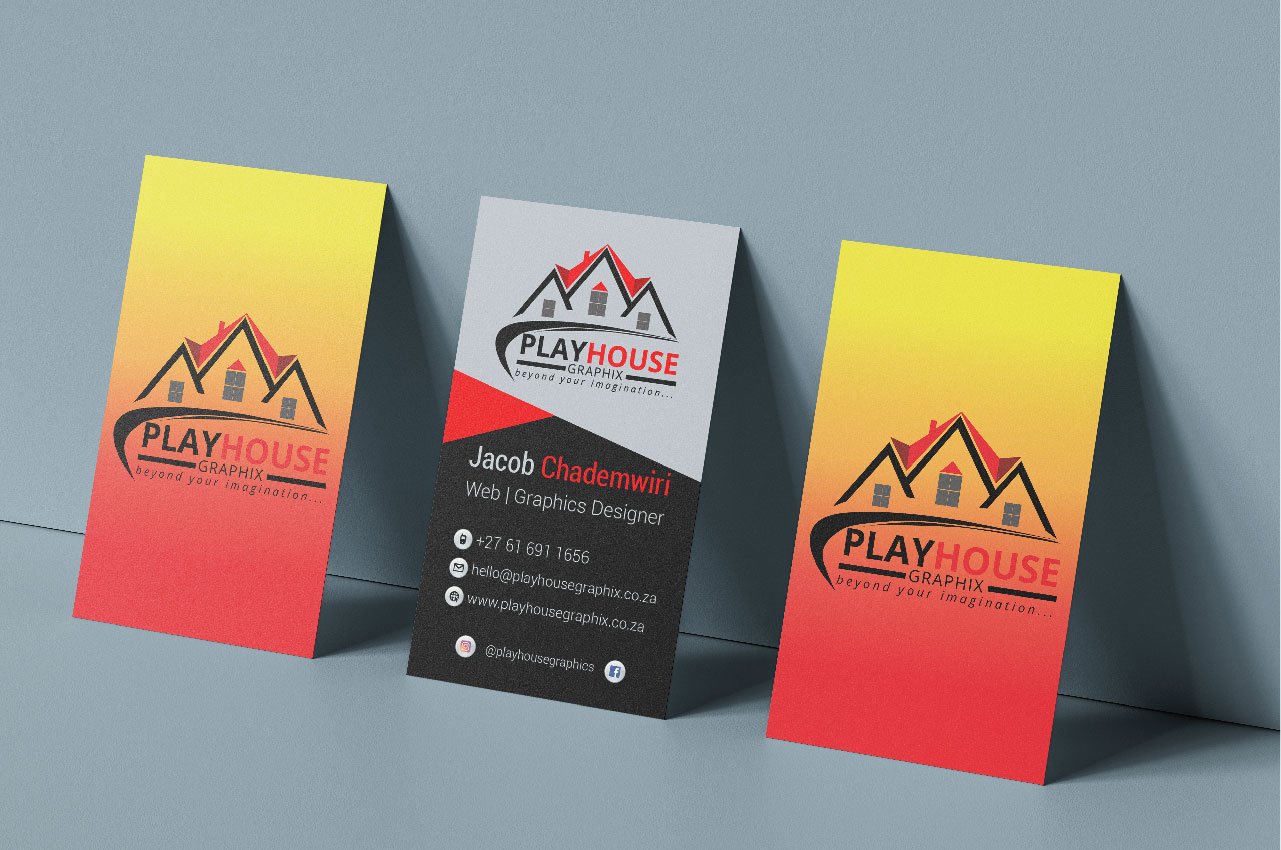 PLAYHOUSE
GRAPHIX
beyond your imagination...
PLAYHOUSE
GRAPHIX
beyond your imagination...
Jacob Chademwiri
Web | Graphics Designer
+27 61 691 1656
hello@playhousegraphix.co.za
www.playhousegraphix.co.za
@playhousegraphics
PLAYHOUSE
GRAPHIX
beyond your imagination...